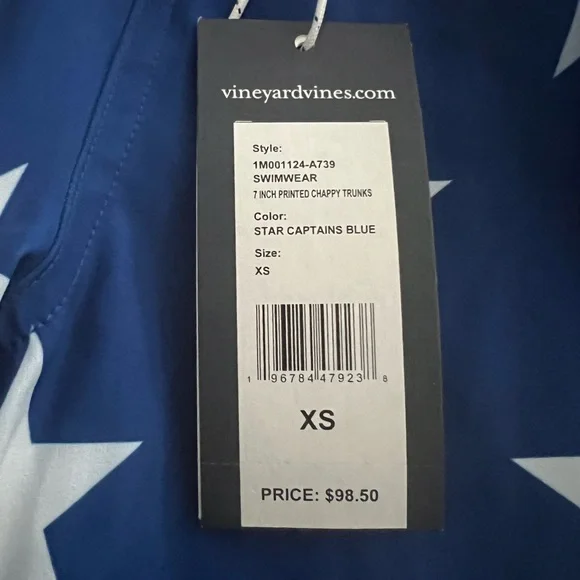 vineyardvines.com
Style:
1M001124-A739
SWIMWEAR
7 INCH PRINTED CHAPPY TRUNKS
Color:
STAR CAPTAINS BLUE
Size:
XS
1 96784 47923 8
XS
PRICE: $98.50